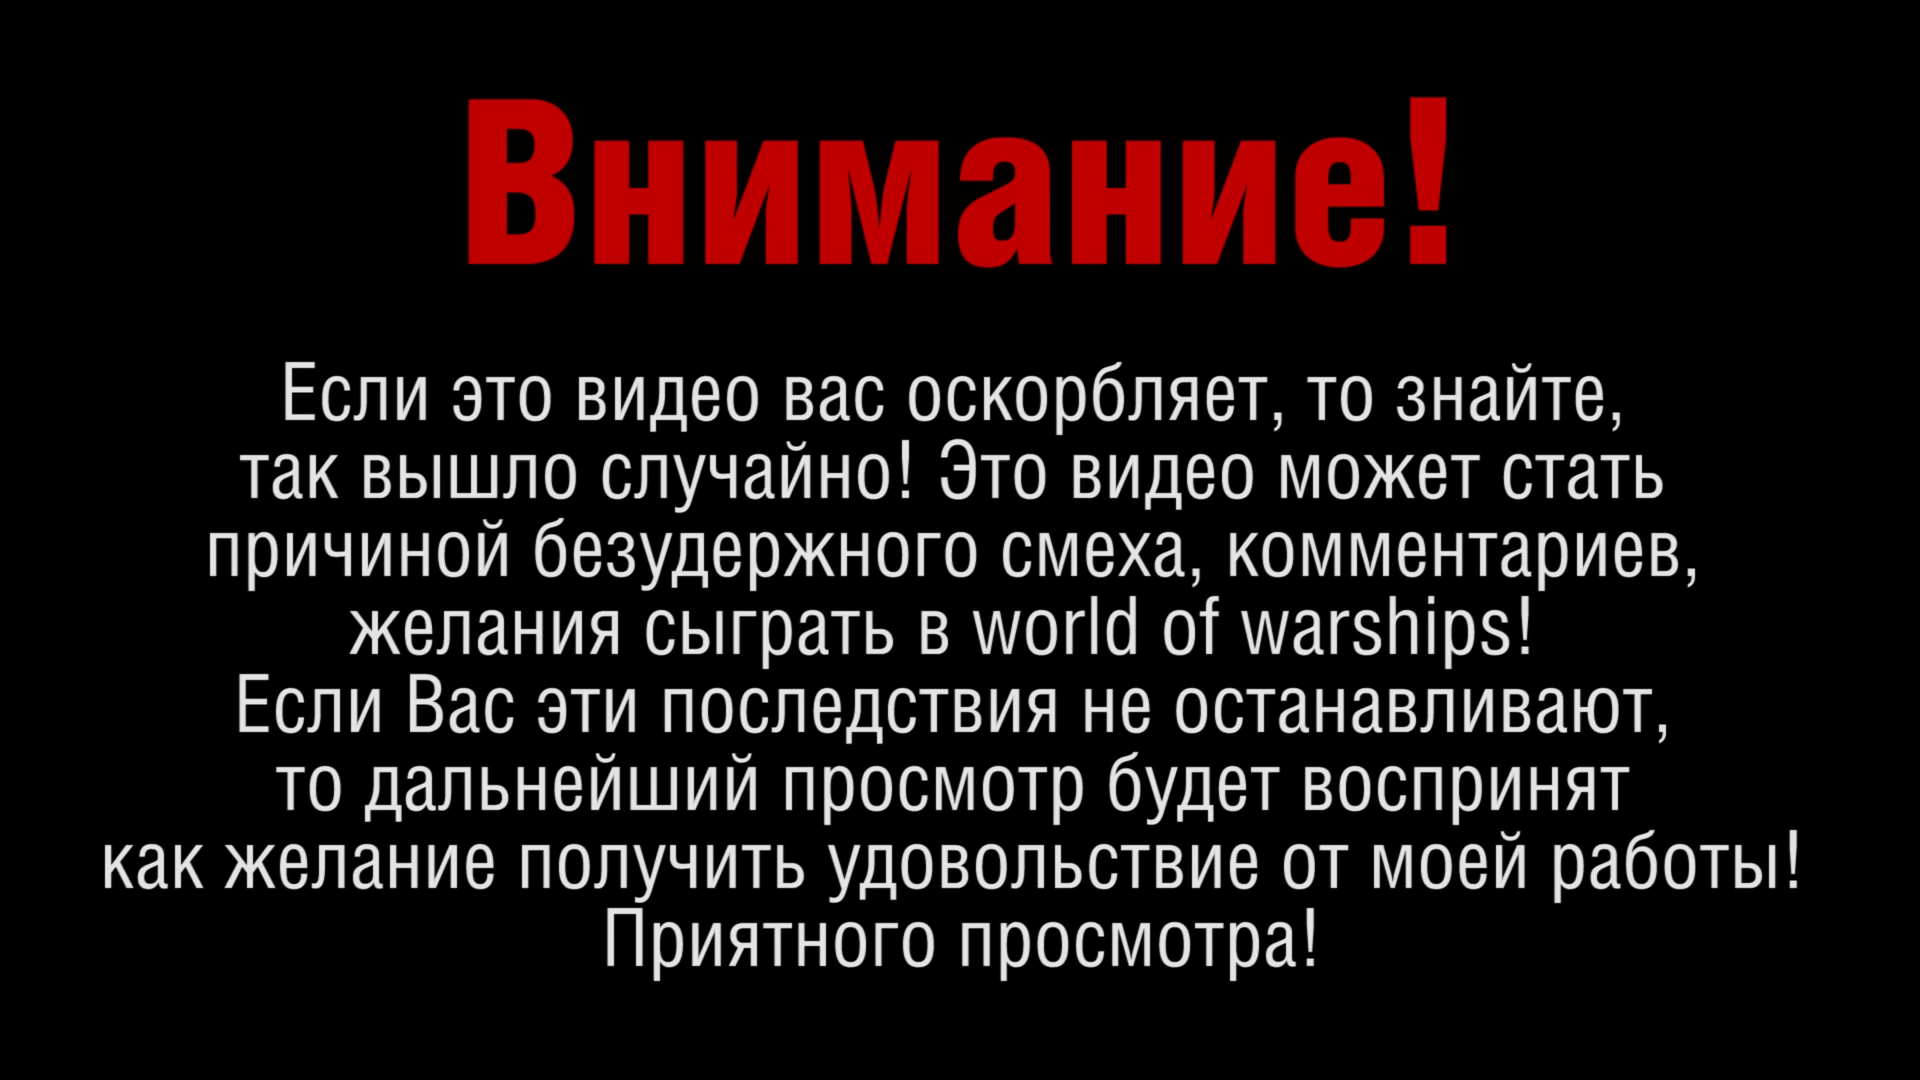 Внимание!
Если это видео вас оскорбляет, то знайте,
так вышло случайно! Это видео может стать
причиной безудержного смеха, комментариев,
желания сыграть в world of warships!
Если Вас эти последствия не останавливают,
то дальнейший просмотр будет воспринят
как желание получить удовольствие от моей работы!
Приятного просмотра!